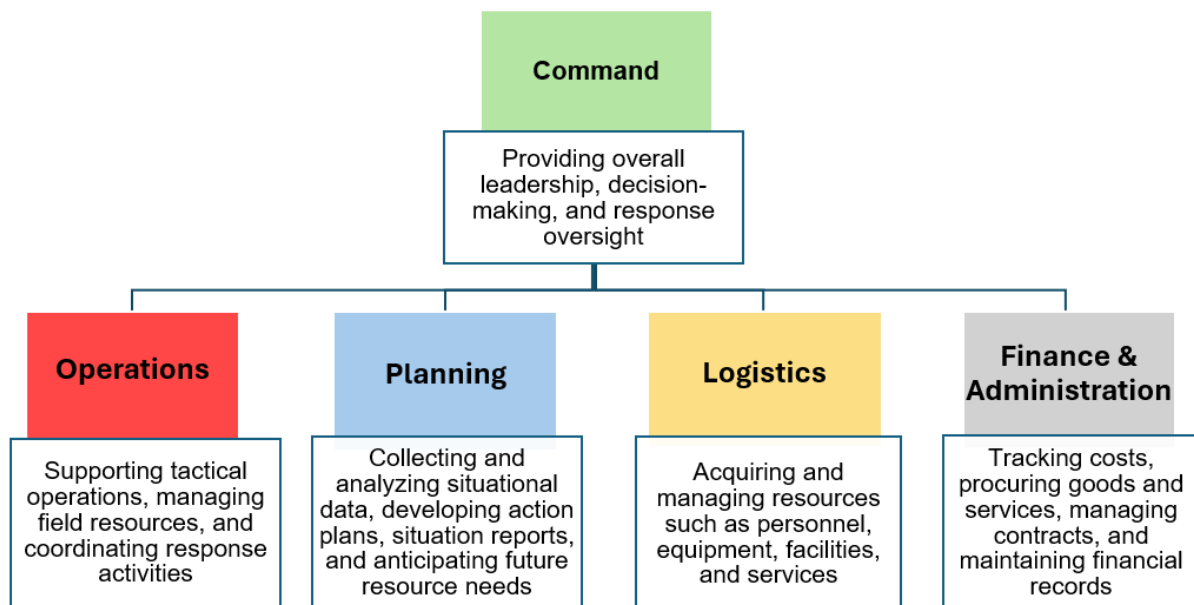 Command
Providing overall
leadership, decision-
making, and response
oversight
Operations
Supporting tactical
operations, managing
field resources, and
coordinating response
activities
Planning
Collecting and
analyzing situational
data, developing action
plans, situation reports,
and anticipating future
resource needs
Logistics
Acquiring and
managing resources
such as personnel,
equipment, facilities,
and services
Finance &
Administration
Tracking costs,
procuring goods and
services, managing
contracts, and
maintaining financial
records